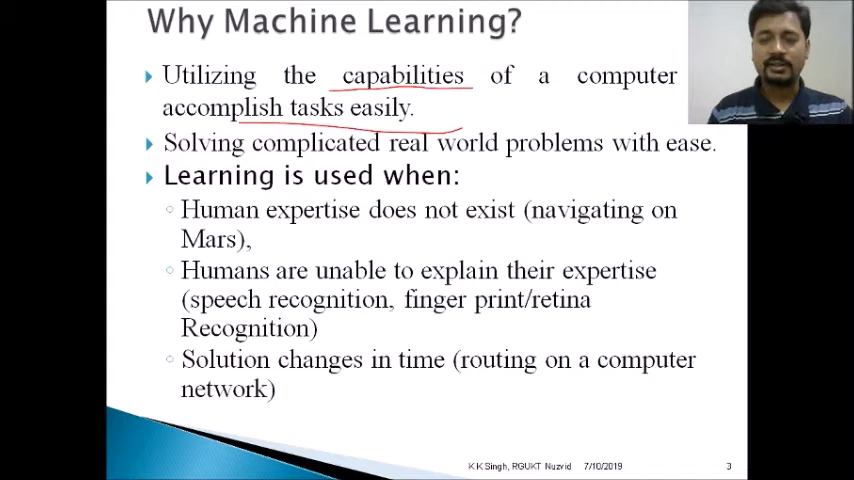 Why Machine Learning?
Utilizing the capabilities of a computer
accomplish tasks easily.
Solving complicated real world problems with ease.
Learning is used when:
Human expertise does not exist (navigating on
Mars),
Humans are unable to explain their expertise
(speech recognition, finger print/retina
Recognition)
Solution changes in time (routing on a computer
network)
K K Singh, RGUKT Nuzvid 7/10/2019 3